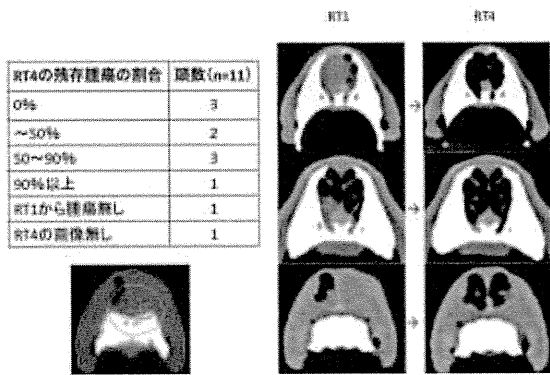 RT1 RT4
RT4の残存腫瘍の割合 頭数(n=11)
0% 3
～50% 2
50～90% 3
90%以上 1
RT1から腫瘍無し 1
RT4の画像無し 1
→
→
→